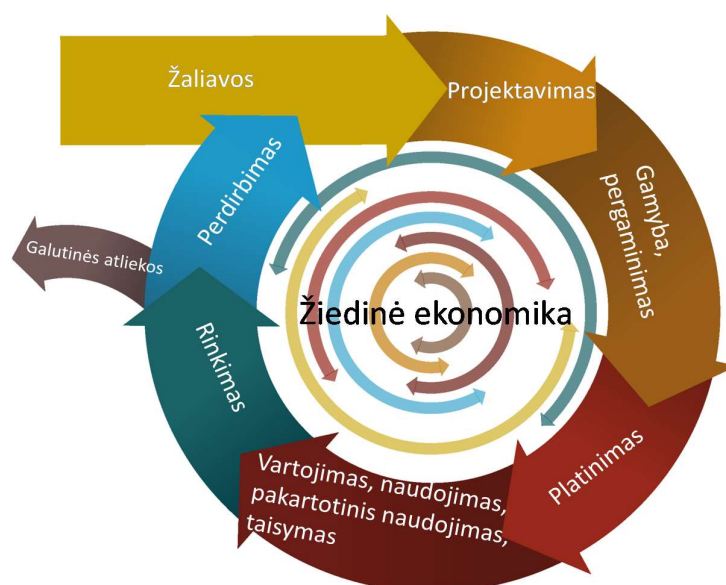 Žaliavos
Projektavimas
Gamyba,
pergaminimas
Platinimas
Vartojimas, naudojimas,
pakartotinis naudojimas,
taisymas
Rinkimas
Perdirbimas
Galutinės atliekos
Žiedinė ekonomika